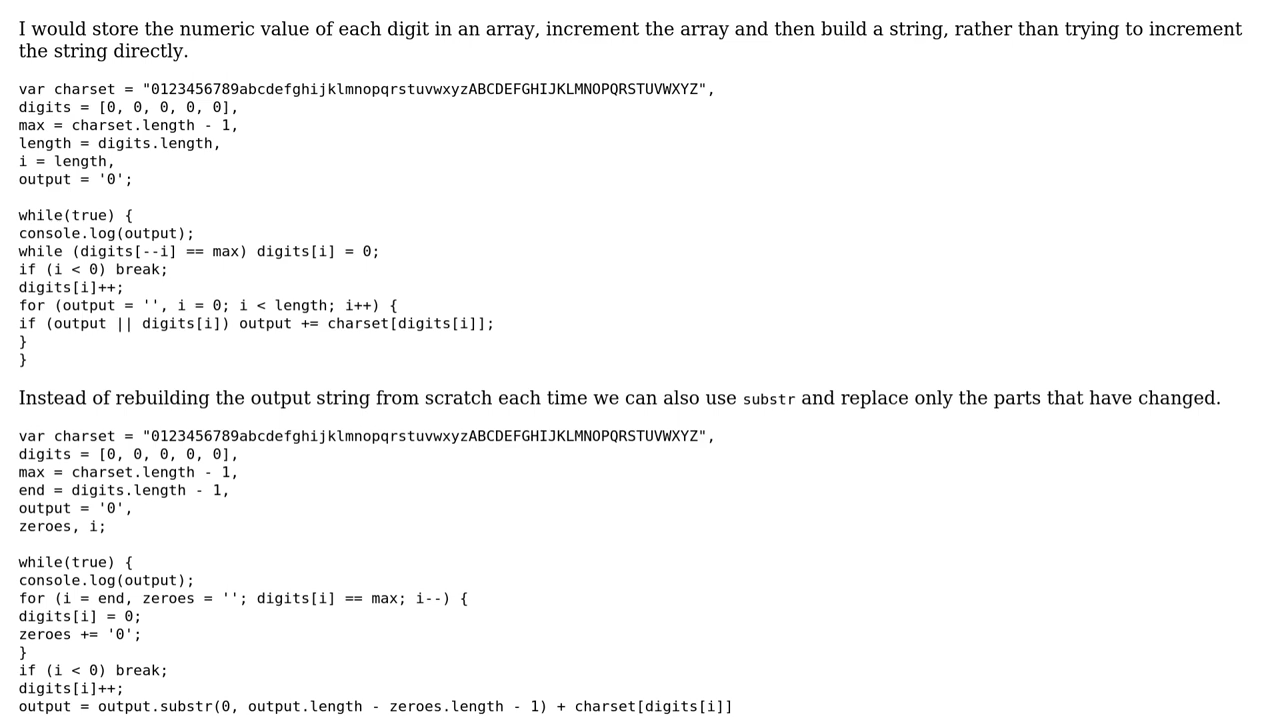 I would store the numeric value of each digit in an array, increment the array and then build a string, rather than trying to increment
the string directly.
var charset = "0123456789abcdefghijklmnopqrstuvwxyzABCDEFGHIJKLMNOPQRSTUVWXYZ",
digits = [0, 0, 0, 0, 0],
max = charset.length - 1,
length = digits.length,
i = length,
output = '0';
while(true) {
console.log(output);
while (digits[--i] == max) digits[i] = 0;
if (i < 0) break;
digits[i]++;
for (output = '', i = 0; i < length; i++) {
if (output || digits[i]) output += charset[digits[i]];
}
}
Instead of rebuilding the output string from scratch each time we can also use substr and replace only the parts that have changed.
var charset = "0123456789abcdefghijklmnopqrstuvwxyzABCDEFGHIJKLMNOPQRSTUVWXYZ",
digits = [0, 0, 0, 0, 0],
max = charset.length - 1,
end = digits.length - 1,
output = '0',
zeroes, i;
while(true) {
console.log(output);
for (i = end, zeroes = ''; digits[i] == max; i--) {
digits[i] = 0;
zeroes += '0';
}
if (i < 0) break;
digits[i]++;
output = output.substr(0, output.length - zeroes.length - 1) + charset[digits[i]]